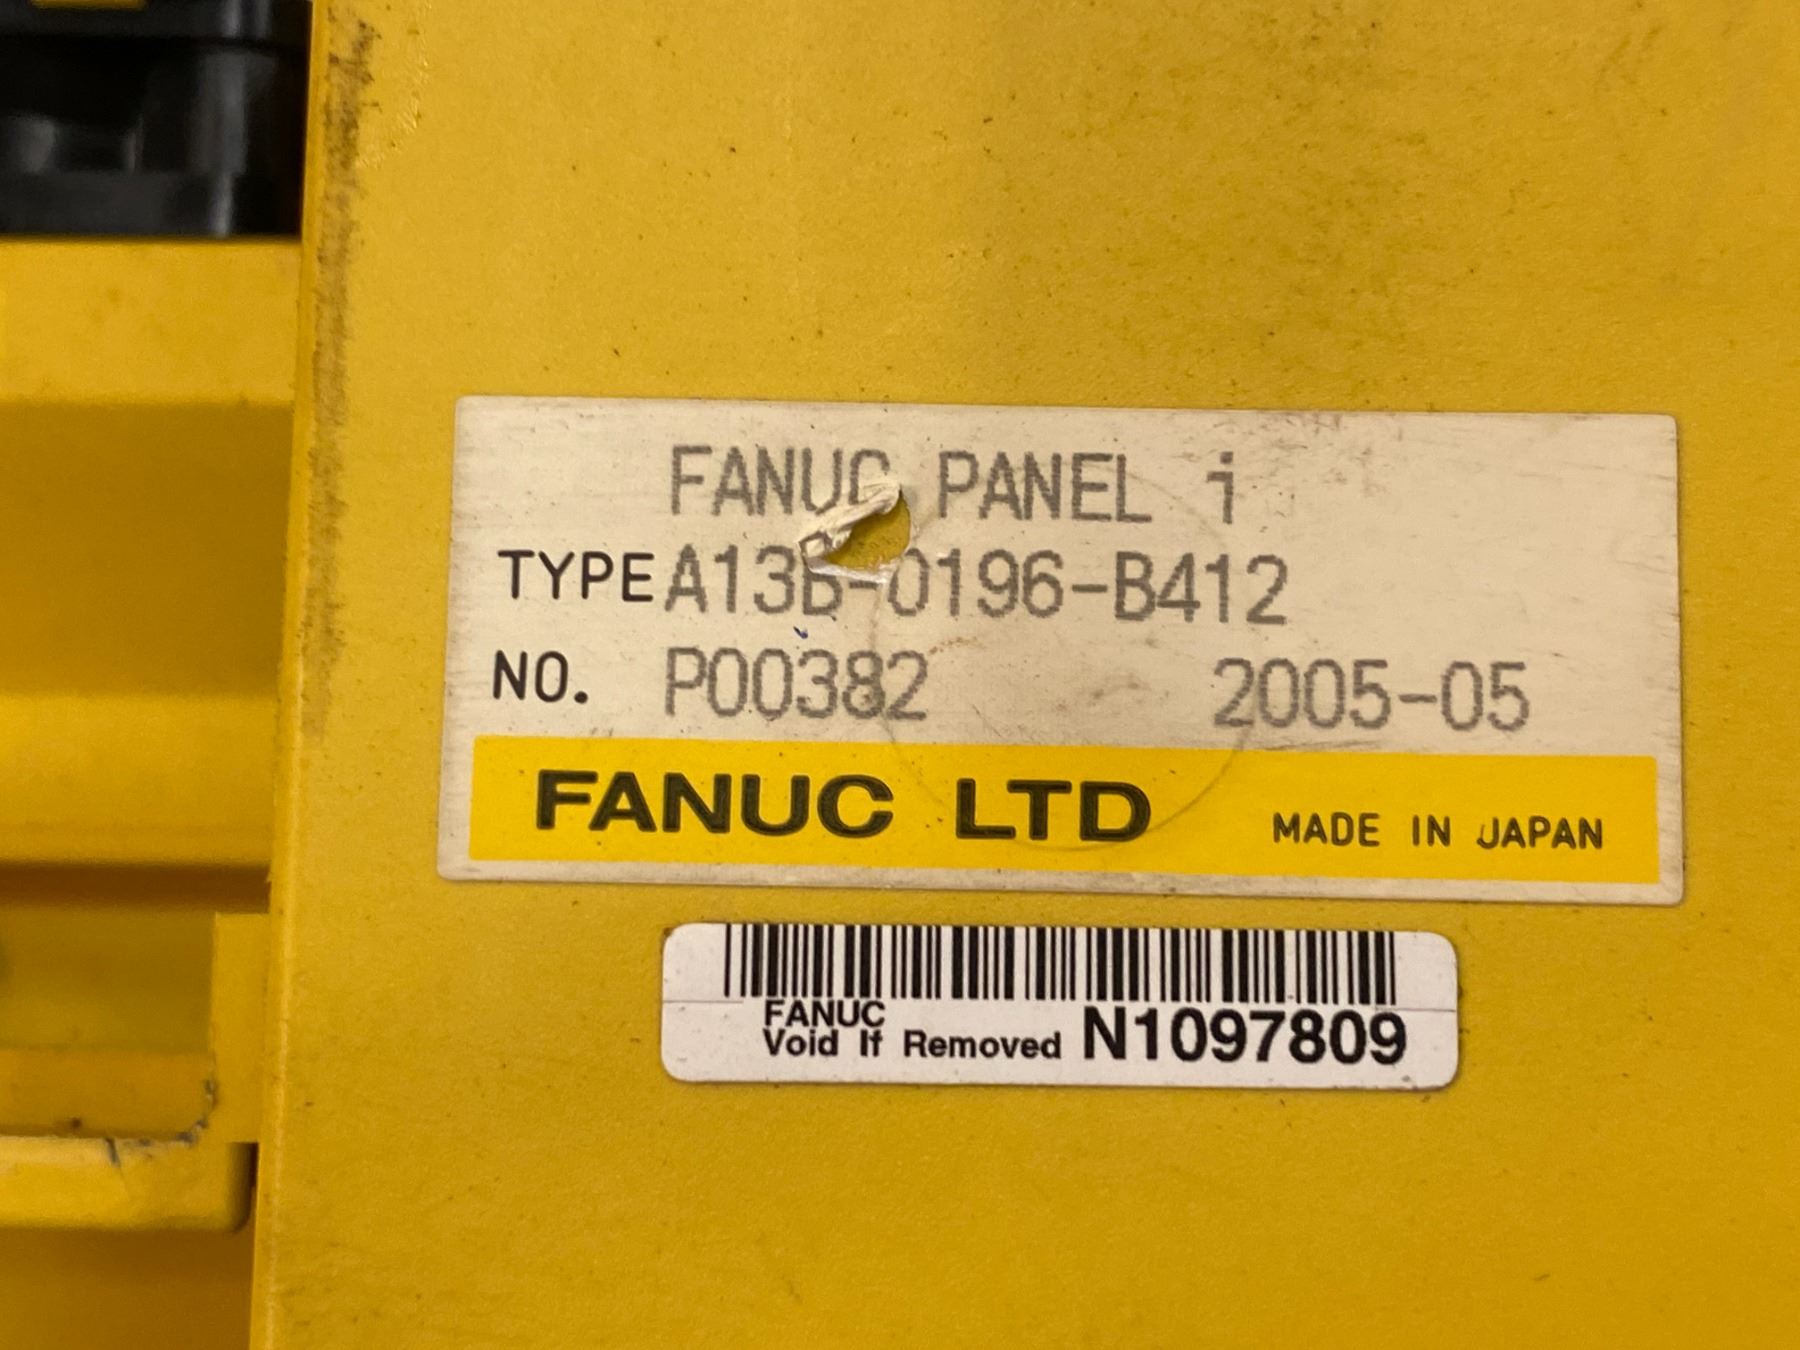 FANUC PANEL i
TYPE A13B-0196-B412
NO. P00382 2005-05
FANUC LTD MADE IN JAPAN
FANUC
Void If Removed N1097809